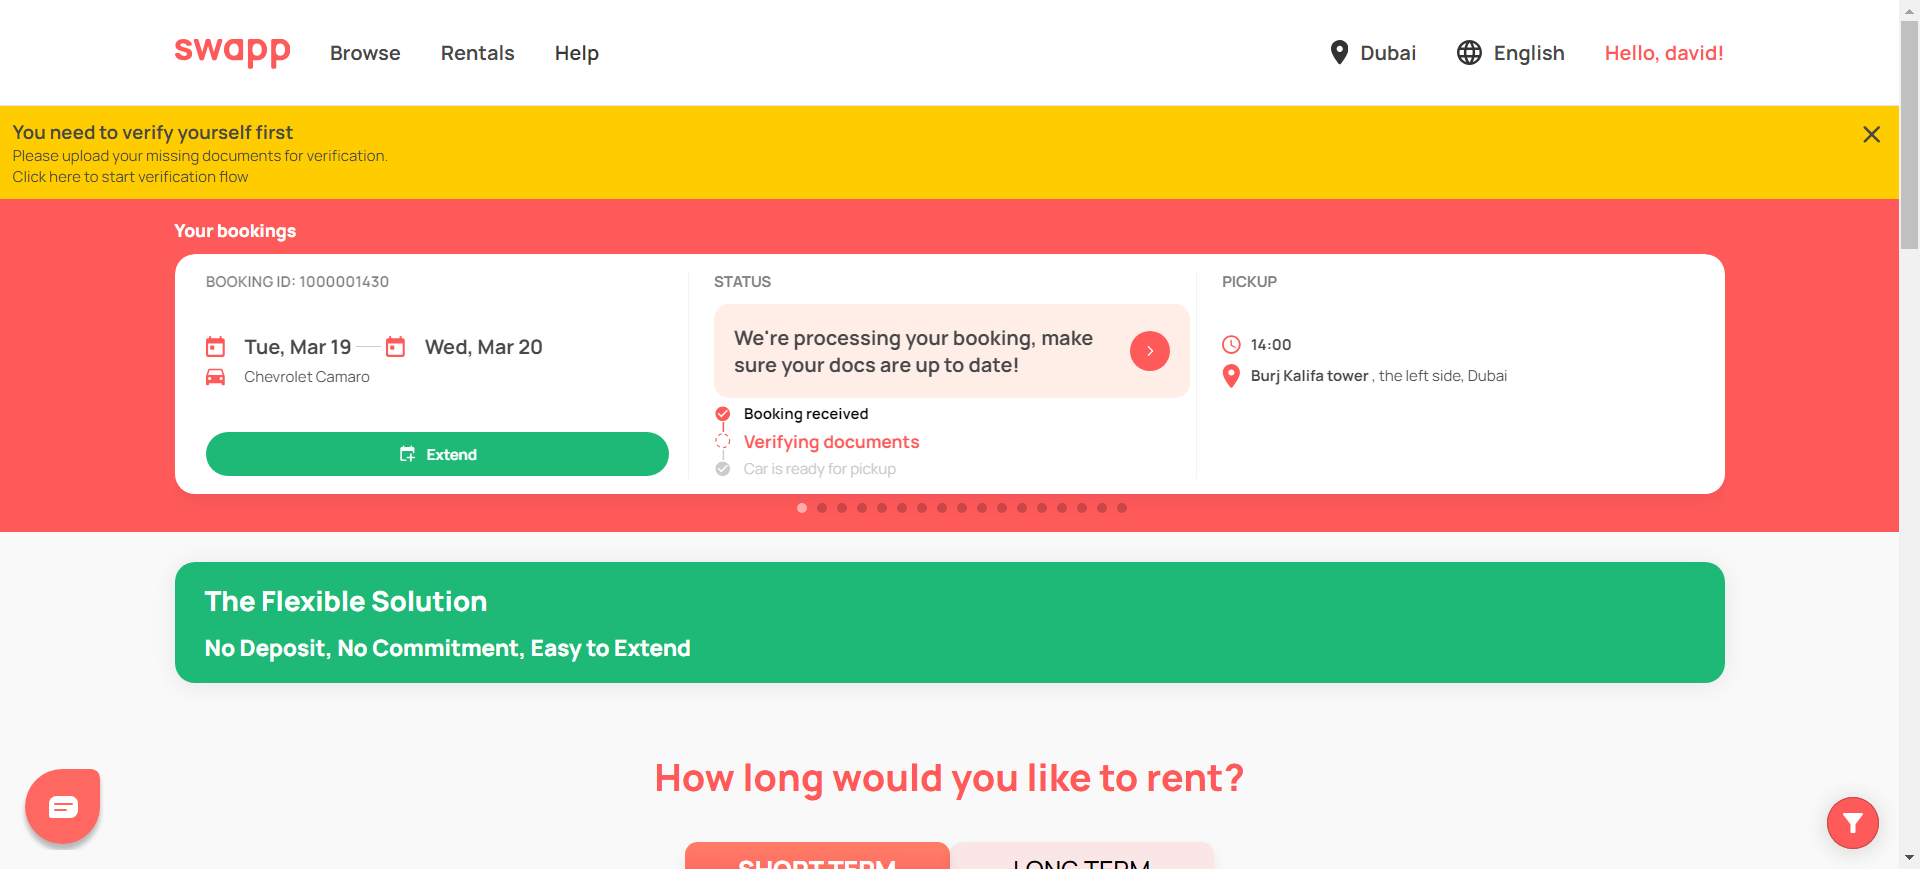 swapp
Browse
Rentals
Help
Dubai
English
Hello, david!
You need to verify yourself first
Please upload your missing documents for verification.
Click here to start verification flow
Your bookings
BOOKING ID: 1000001430
Tue, Mar 19
Wed, Mar 20
Chevrolet Camaro
Extend
STATUS
We're processing your booking, make
sure your docs are up to date!
Booking received
Verifying documents
Car is ready for pickup
PICKUP
14:00
Burj Kalifa tower , the left side, Dubai
The Flexible Solution
No Deposit, No Commitment, Easy to Extend
How long would you like to rent?
SHORT TERM
LONG TERM